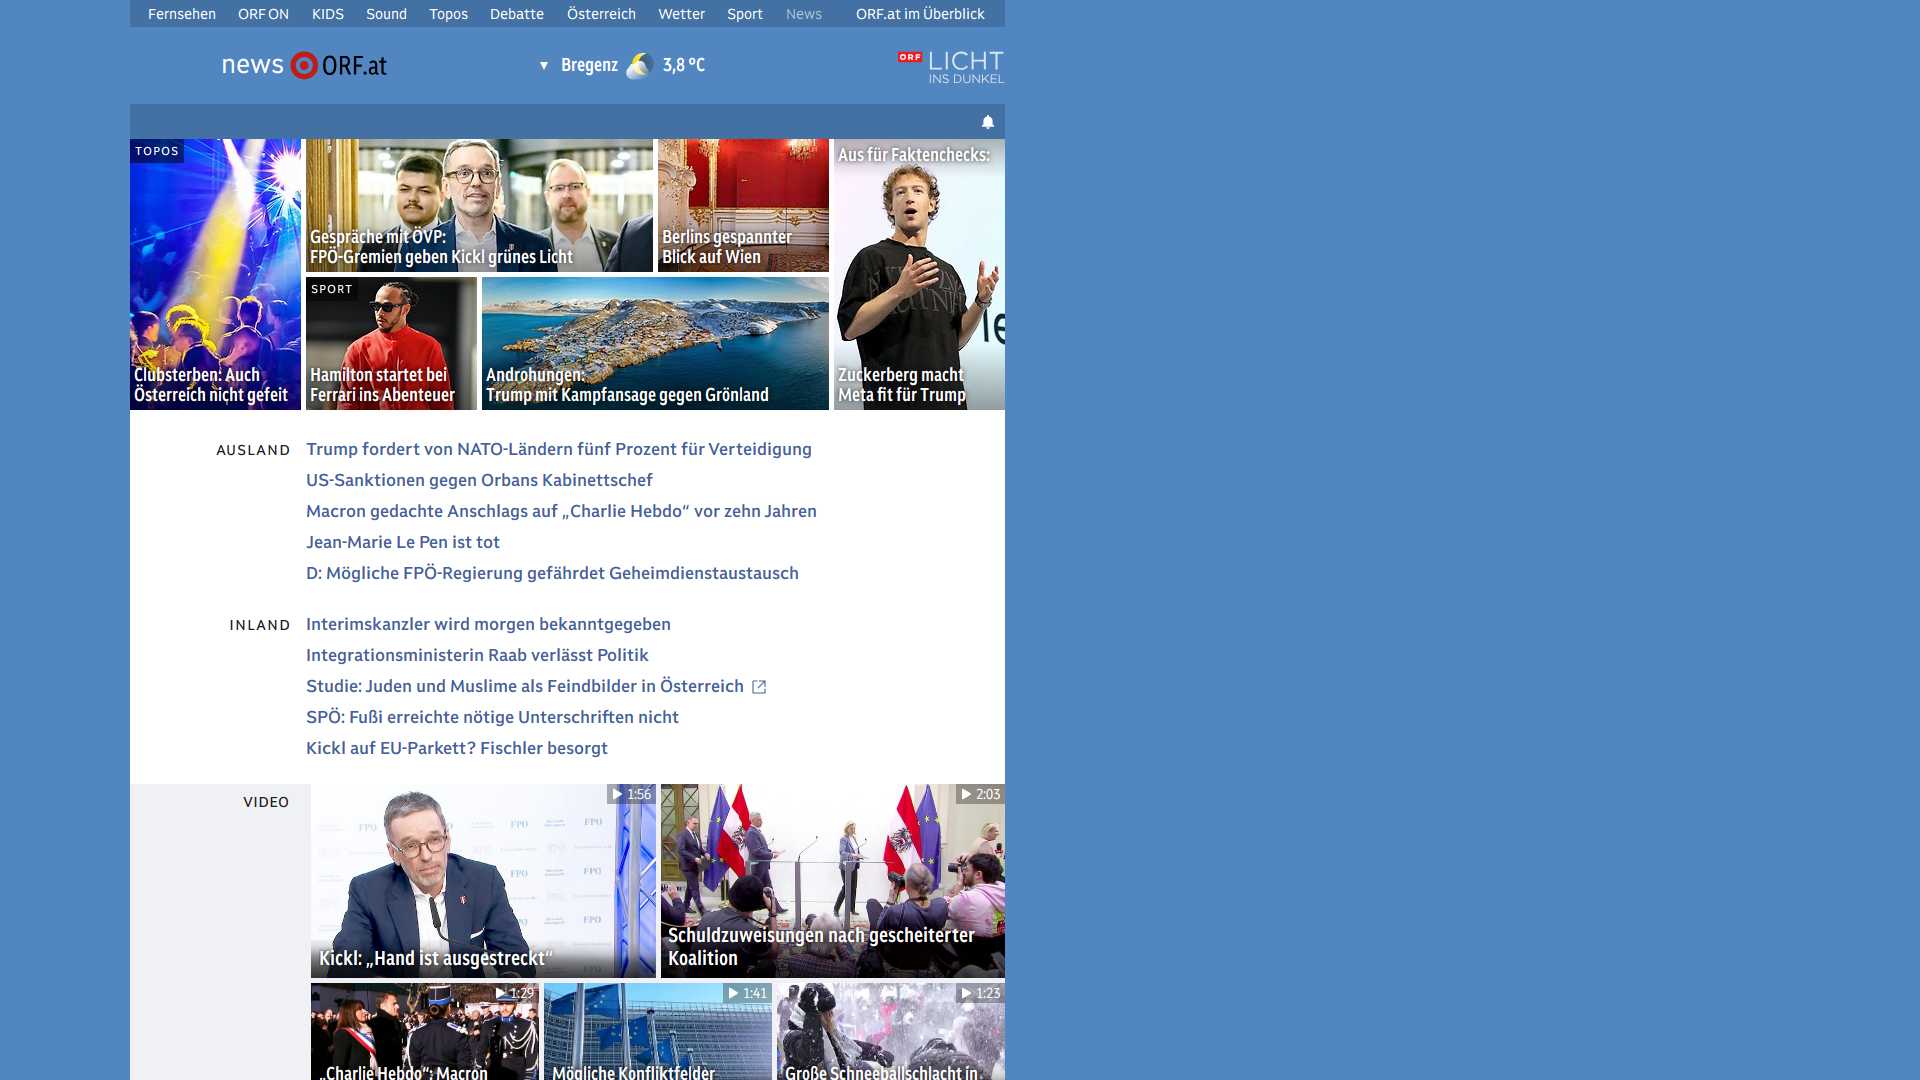 Fernsehen ORF ON KIDS Sound Topos Debatte Österreich Wetter Sport News ORF.at im Überblick
news ORF.at
▼ Bregenz 3,8 °C
ORF LICHT
INS DUNKEL
TOPOS
Clubsterben: Auch
Österreich nicht gefeit
Gespräche mit ÖVP:
FPÖ-Gremien geben Kickl grünes Licht
Berlins gespannter
Blick auf Wien
Aus für Faktenchecks:
Zuckerberg macht
Meta fit für Trump
SPORT
Hamilton startet bei
Ferrari ins Abenteuer
Androhungen:
Trump mit Kampfansage gegen Grönland
AUSLAND
Trump fordert von NATO-Ländern fünf Prozent für Verteidigung
US-Sanktionen gegen Orbans Kabinettschef
Macron gedachte Anschlags auf „Charlie Hebdo“ vor zehn Jahren
Jean-Marie Le Pen ist tot
D: Mögliche FPÖ-Regierung gefährdet Geheimdienstaustausch
INLAND
Interimskanzler wird morgen bekanntgegeben
Integrationsministerin Raab verlässt Politik
Studie: Juden und Muslime als Feindbilder in Österreich
SPÖ: Fußi erreichte nötige Unterschriften nicht
Kickl auf EU-Parkett? Fischler besorgt
VIDEO
1:56
FPÖ FPÖ FPÖ
FPÖ
FPÖ
FPÖ FPÖ
Kickl: „Hand ist ausgestreckt“
2:03
Schuldzuweisungen nach gescheiterter
Koalition
1:29
„Charlie Hebdo“: Macron
1:41
Mögliche Konfliktfelder
1:23
Große Schneeballschlacht in